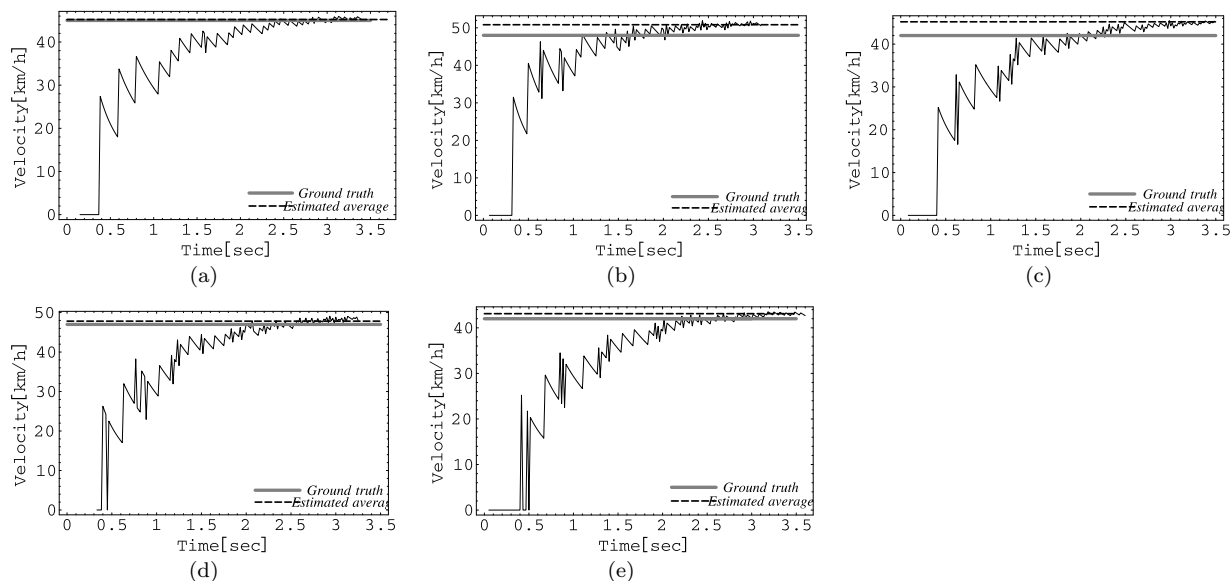 40
30
20
10
0
Velocity[km/h]
Ground truth
Estimated average
0 0.5 1 1.5 2 2.5 3 3.5
Time[sec]
(a)
50
40
30
20
10
0
Velocity[km/h]
Ground truth
Estimated average
0 0.5 1 1.5 2 2.5 3 3.5
Time[sec]
(b)
40
30
20
10
0
Velocity[km/h]
Ground truth
Estimated average
0 0.5 1 1.5 2 2.5 3 3.5
Time[sec]
(c)
50
40
30
20
10
0
Velocity[km/h]
Ground truth
Estimated average
0 0.5 1 1.5 2 2.5 3 3.5
Time[sec]
(d)
40
30
20
10
0
Velocity[km/h]
Ground truth
Estimated average
0 0.5 1 1.5 2 2.5 3 3.5
Time[sec]
(e)